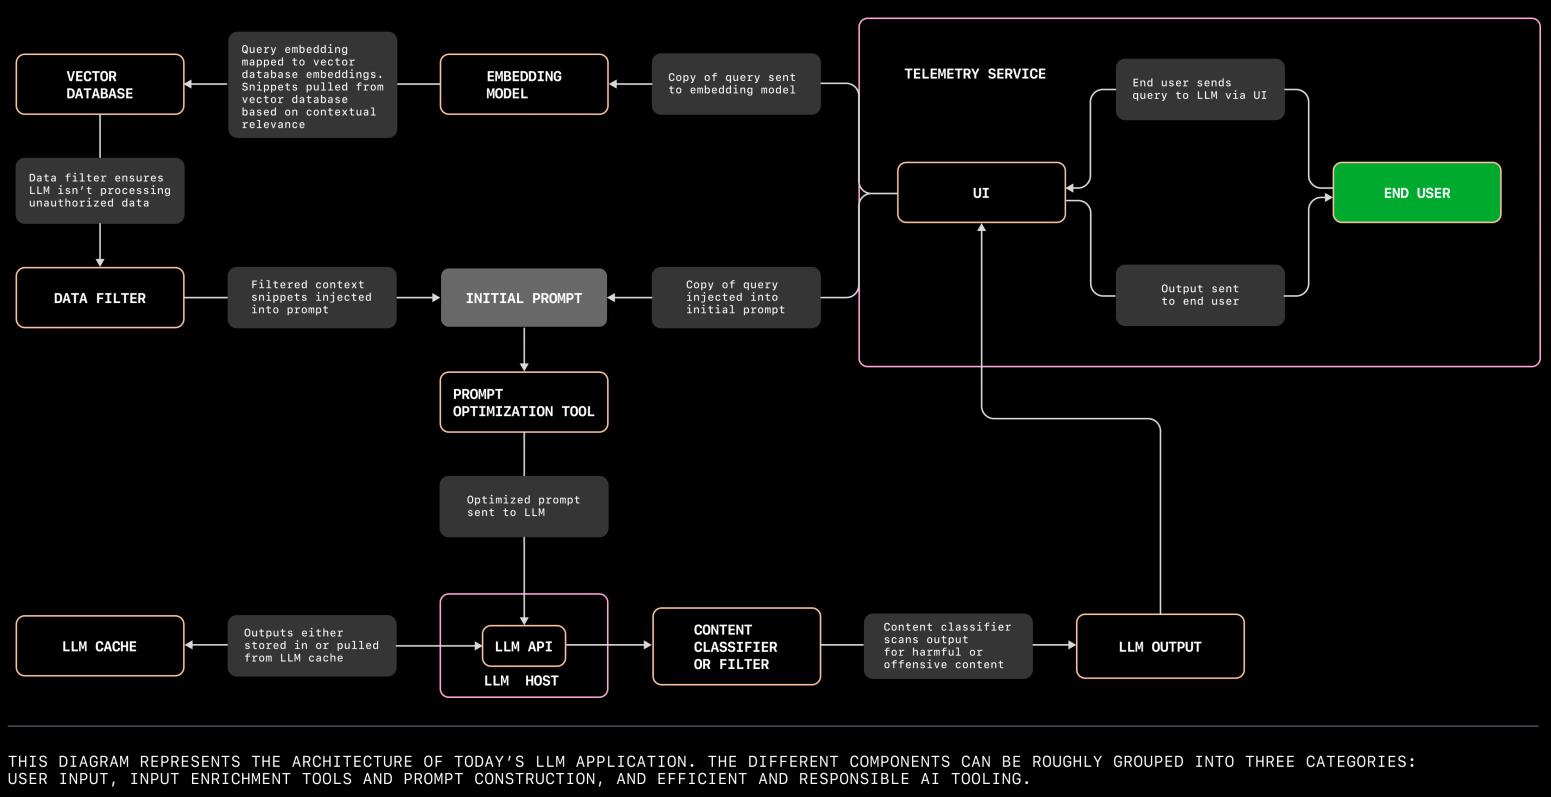 Query embedding
mapped to vector
database embeddings.
Snippets pulled from
vector database
based on contextual
relevance
VECTOR
DATABASE
EMBEDDING
MODEL
Copy of query sent
to embedding model
TELEMETRY SERVICE
End user sends
query to LLM via UI
Data filter ensures
LLM isn't processing
unauthorized data
UI
END USER
DATA FILTER
Filtered context
snippets injected
into prompt
INITIAL PROMPT
Copy of query
injected into
initial prompt
Output sent
to end user
PROMPT
OPTIMIZATION TOOL
Optimized prompt
sent to LLM
LLM CACHE
Outputs either
stored in or pulled
from LLM cache
LLM API
LLM HOST
CONTENT
CLASSIFIER
OR FILTER
Content classifier
scans output
for harmful or
offensive content
LLM OUTPUT
THIS DIAGRAM REPRESENTS THE ARCHITECTURE OF TODAY'S LLM APPLICATION. THE DIFFERENT COMPONENTS CAN BE ROUGHLY GROUPED INTO THREE CATEGORIES:
USER INPUT, INPUT ENRICHMENT TOOLS AND PROMPT CONSTRUCTION, AND EFFICIENT AND RESPONSIBLE AI TOOLING.